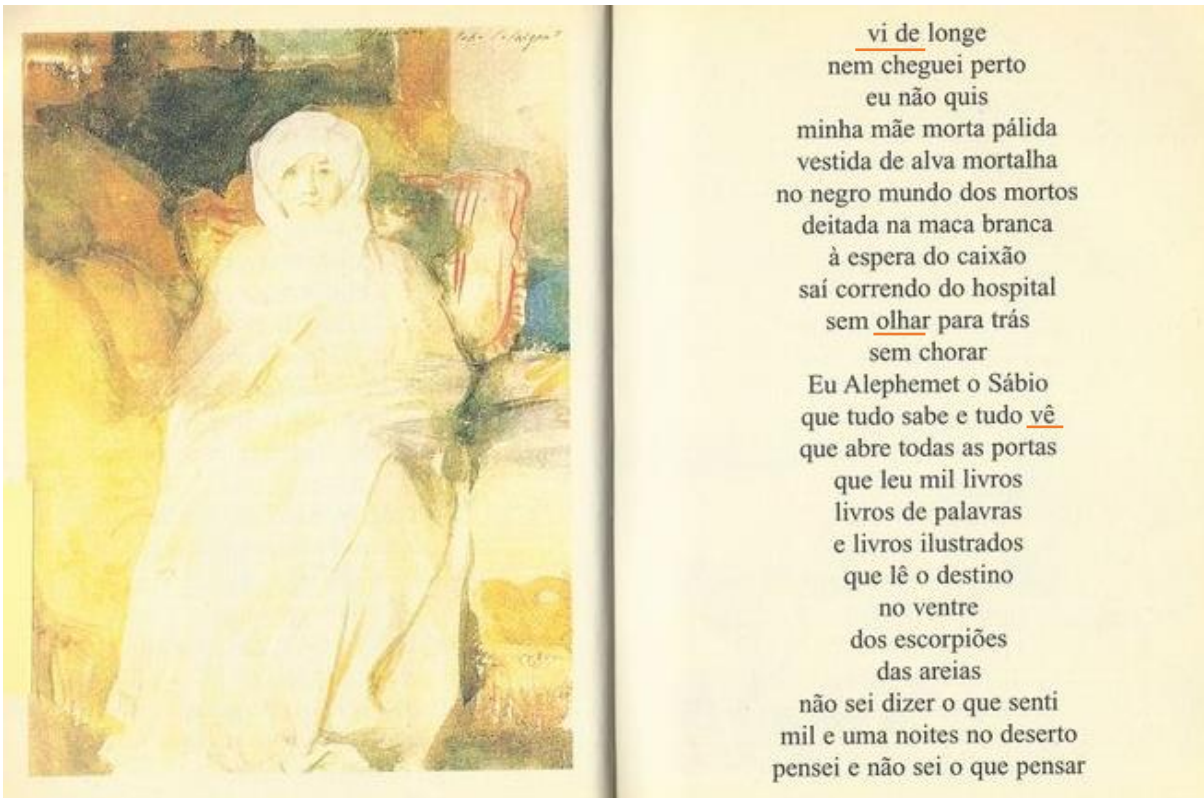 vi de longe
nem cheguei perto
eu não quis
minha mãe morta pálida
vestida de alva mortalha
no negro mundo dos mortos
deitada na maca branca
à espera do caixão
saí correndo do hospital
sem olhar para trás
sem chorar
Eu Alephemet o Sábio
que tudo sabe e tudo vê
que abre todas as portas
que leu mil livros
livros de palavras
e livros ilustrados
que lê o destino
no ventre
dos escorpiões
das areias
não sei dizer o que senti
mil e uma noites no deserto
pensei e não sei o que pensar